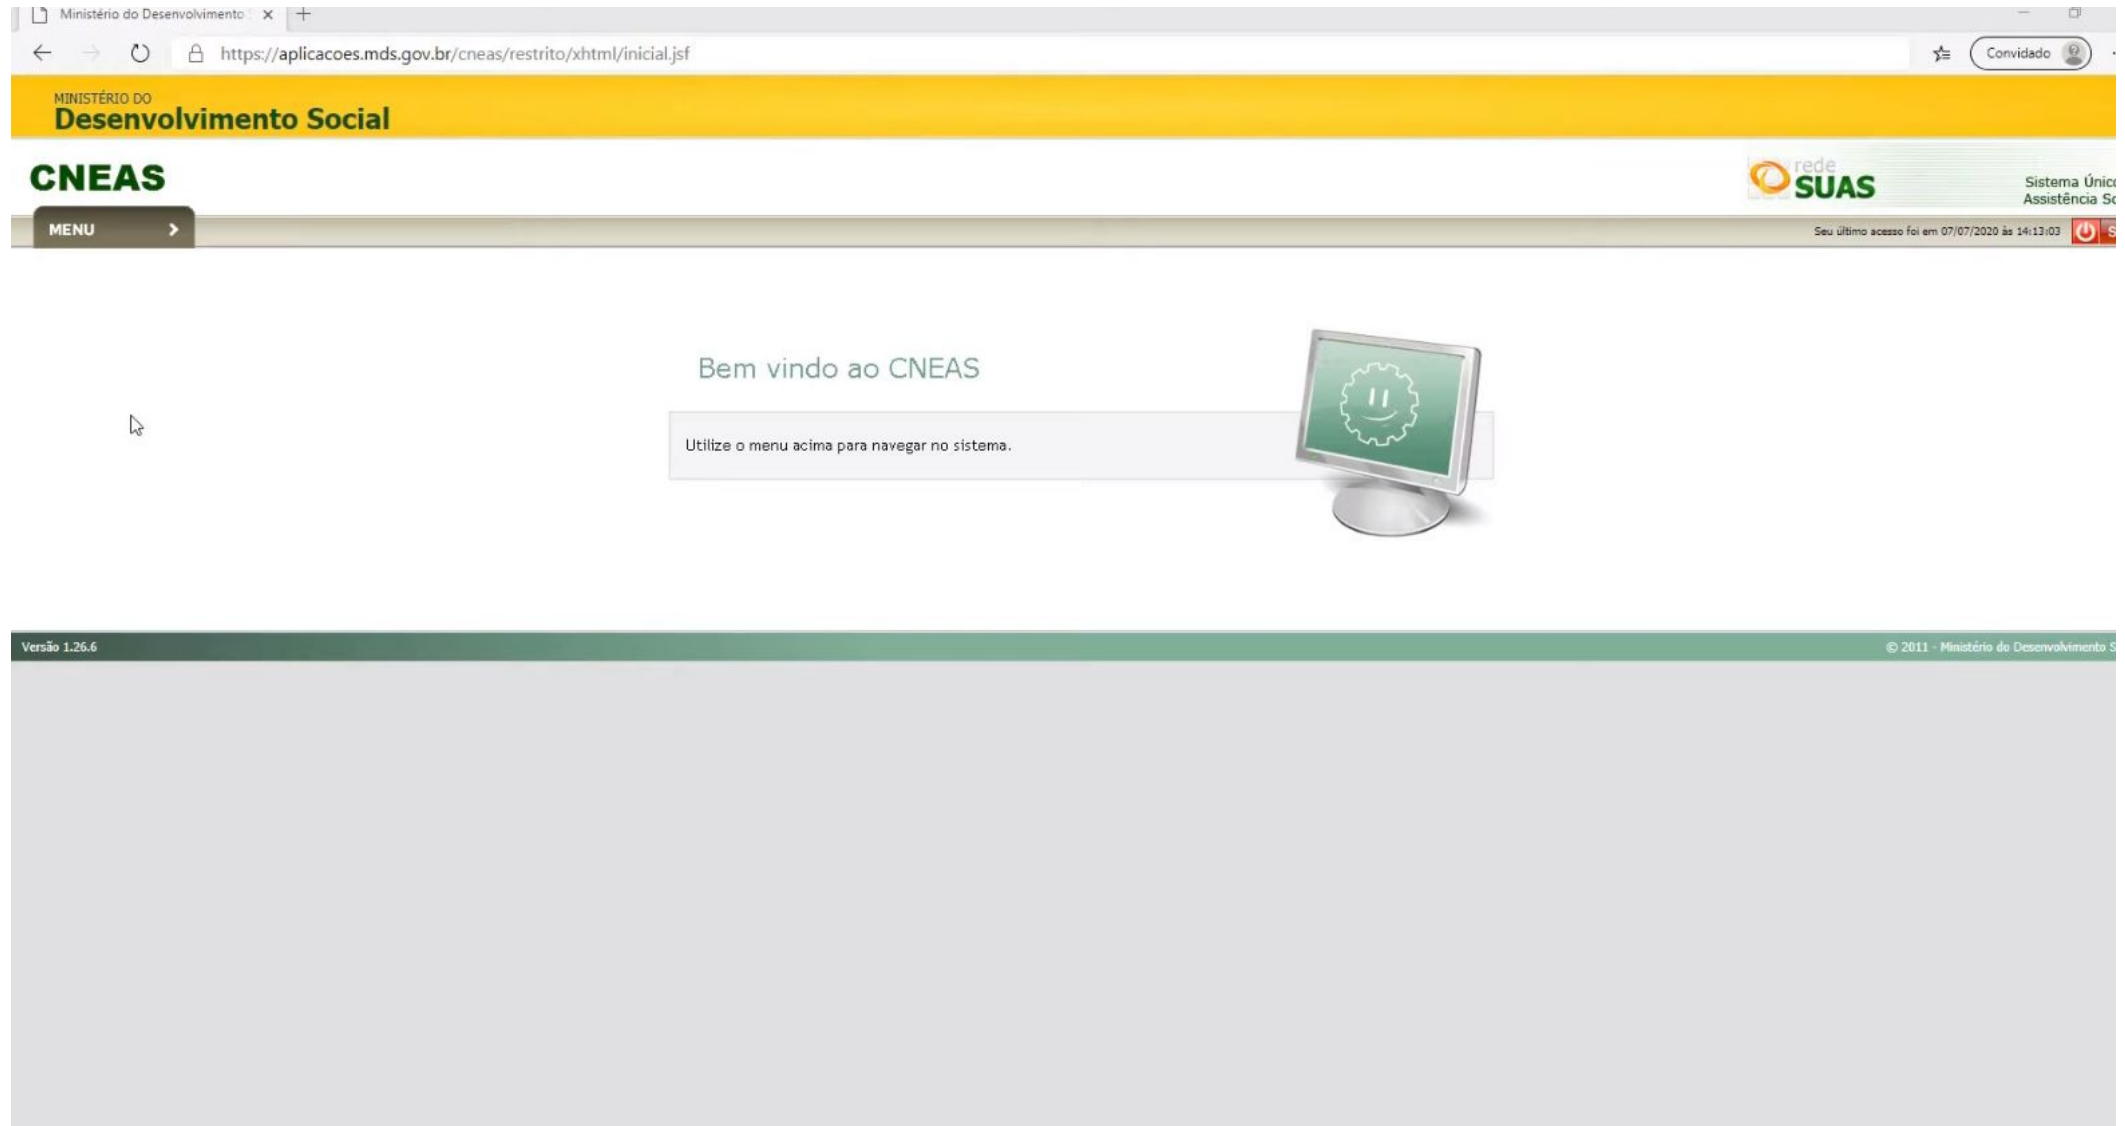 Ministério do Desenvolvimento
https://aplicacoes.mds.gov.br/cneas/restrito/xhtml/inicial.jsf
Convidado
MINISTÉRIO DO
Desenvolvimento Social
CNEAS
rede
SUAS
Sistema Únic
Assistência S
MENU
Seu último acesso foi em 07/07/2020 às 14:13:03
S
Bem vindo ao CNEAS
Utilize o menu acima para navegar no sistema.
Versão 1.26.6
© 2011 - Ministério do Desenvolvimento S